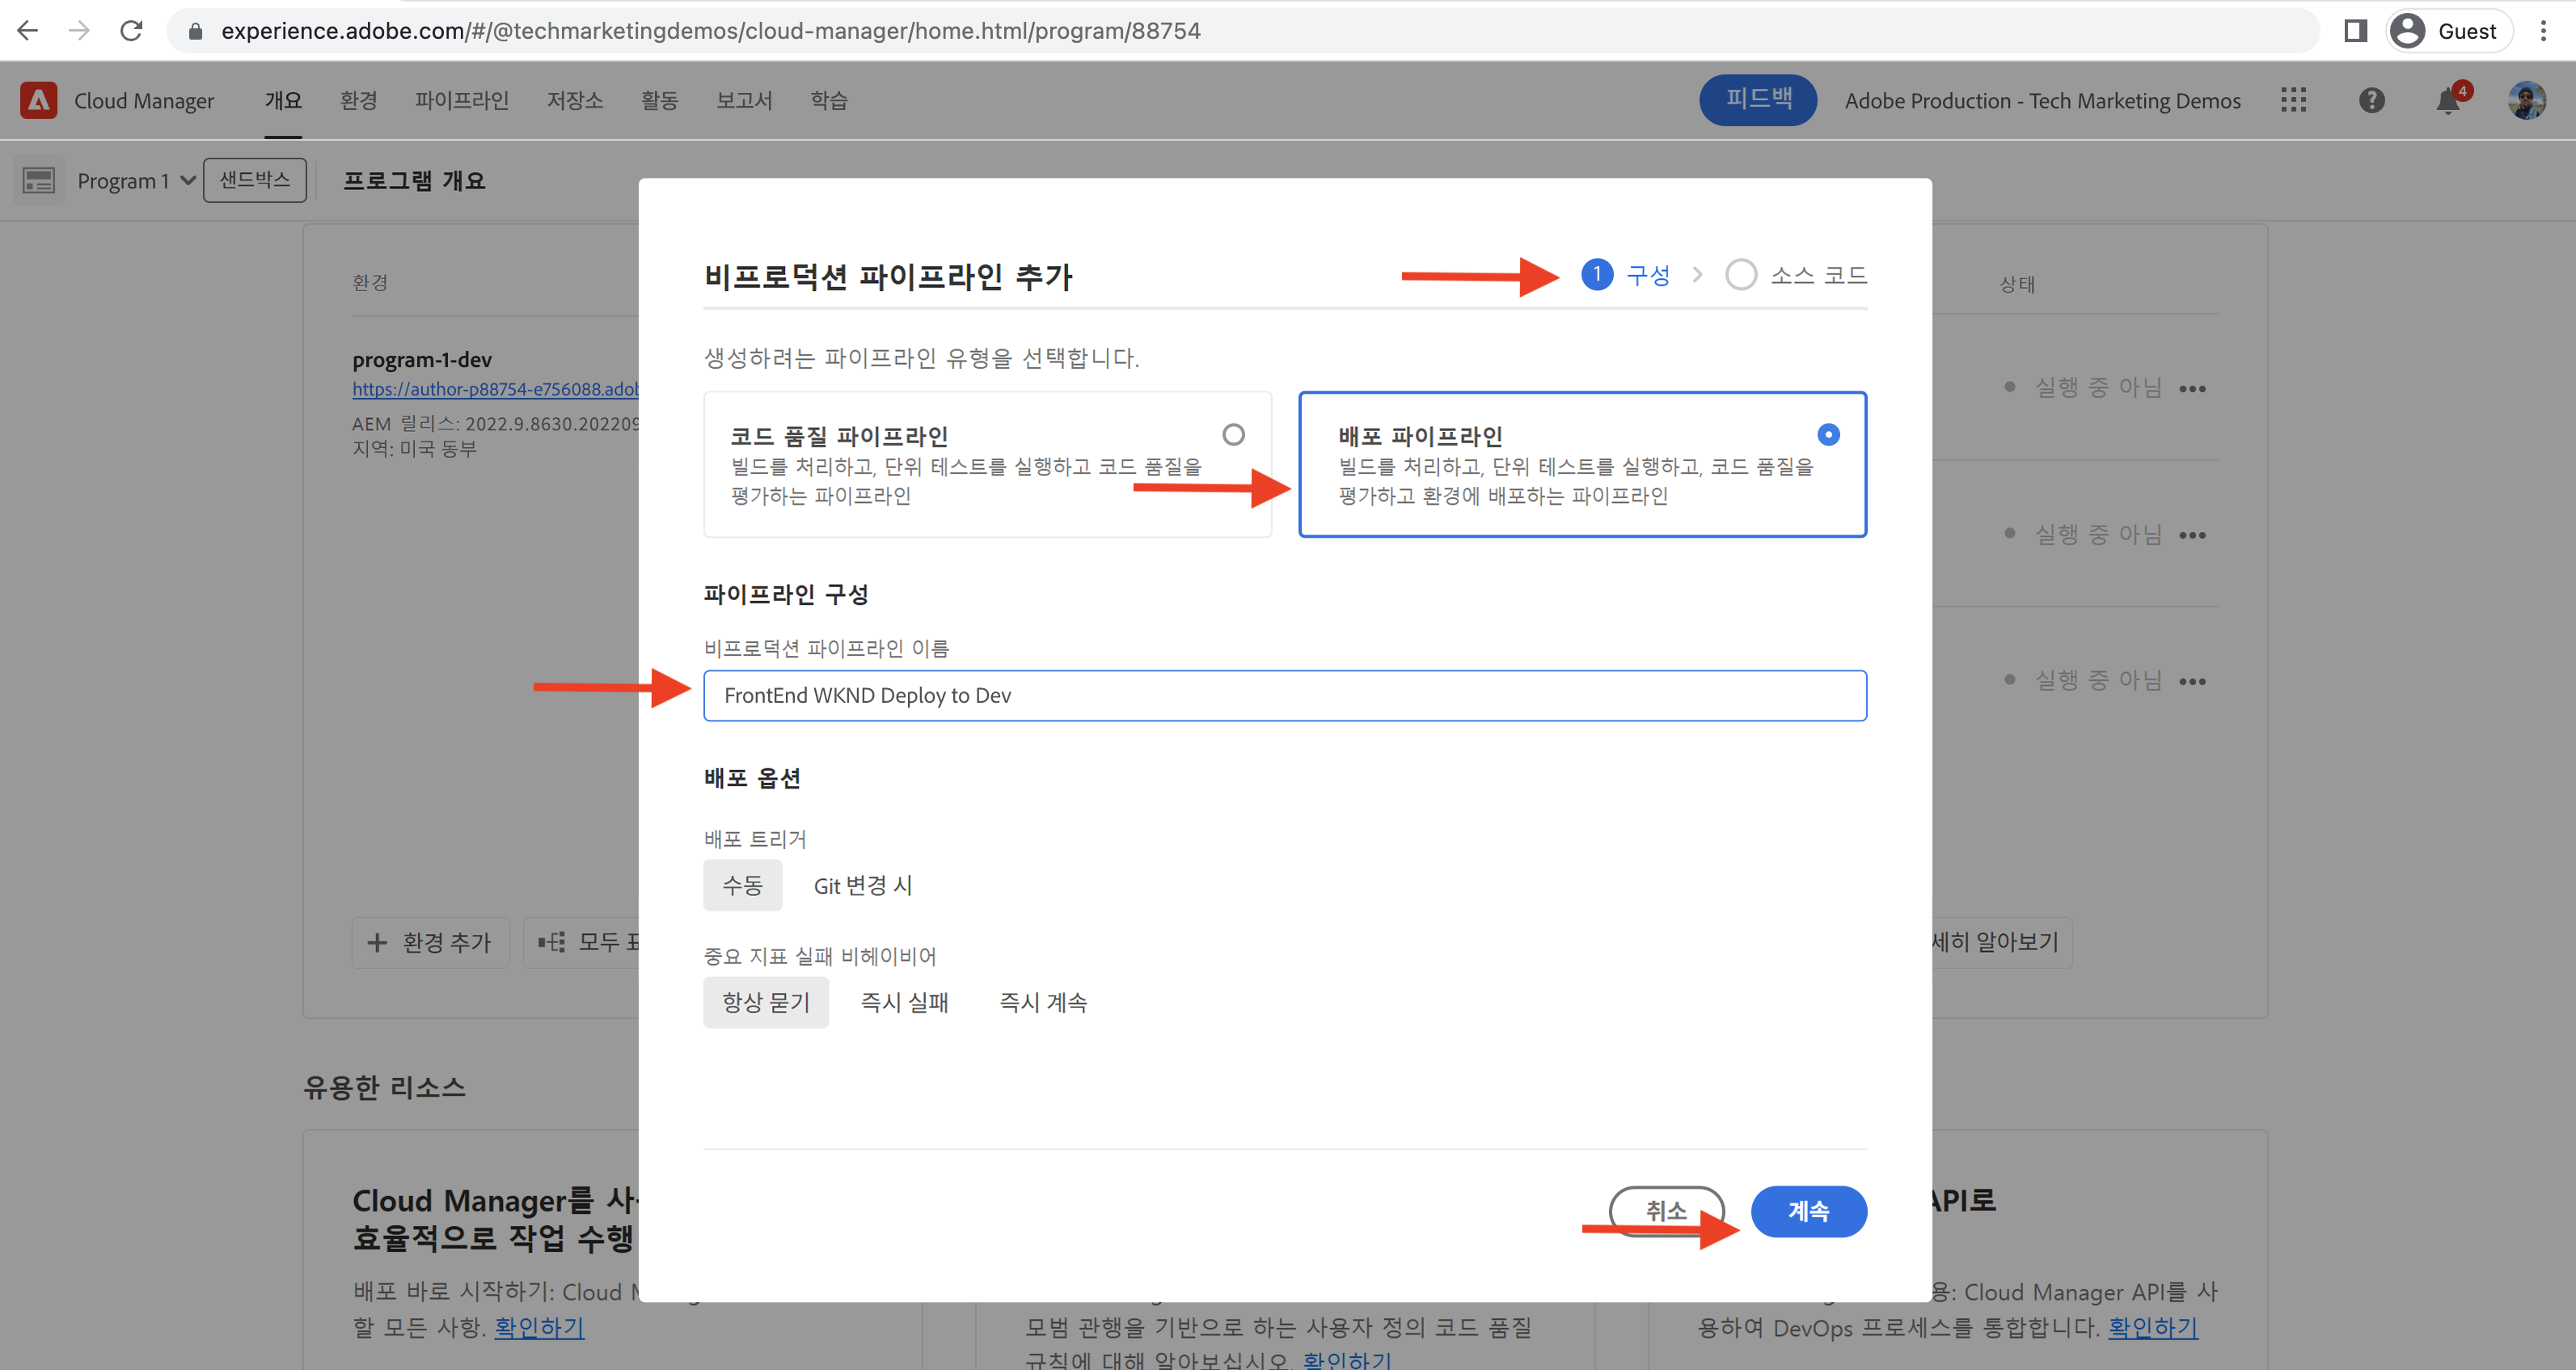 experience.adobe.com/#/@techmarketingdemos/cloud-manager/home.html/program/88754
Guest
Cloud Manager 개요 환경 파이프라인 저장소 활동 보고서 학습 피드백 Adobe Production - Tech Marketing Demos 4
Program 1 샌드박스 프로그램 개요
환경
상태
program-1-dev
https://author-p88754-e756088.adob
AEM 릴리스: 2022.9.8630.202209
지역: 미국 동부
실행 중 아님
실행 중 아님
실행 중 아님
환경 추가
모두
세히 알아보기
비프로덕션 파이프라인 추가
1 구성 소스 코드
생성하려는 파이프라인 유형을 선택합니다.
코드 품질 파이프라인
빌드를 처리하고, 단위 테스트를 실행하고 코드 품질을
평가하는 파이프라인
배포 파이프라인
빌드를 처리하고, 단위 테스트를 실행하고, 코드 품질을
평가하고 환경에 배포하는 파이프라인
파이프라인 구성
비프로덕션 파이프라인 이름
FrontEnd WKND Deploy to Dev
배포 옵션
배포 트리거
수동 Git 변경 시
중요 지표 실패 비헤이비어
항상 묻기 즉시 실패 즉시 계속
취소 계속
유용한 리소스
Cloud Manager를
효율적으로 작업 수행
배포 바로 시작하기: Cloud
할 모든 사항. 확인하기
모범 관행을 기반으로 하는 사용자 정의 코드 품질
규칙에 대해 알아보십시오. 확인하기
API로
용: Cloud Manager API를 사
용하여 DevOps 프로세스를 통합합니다. 확인하기